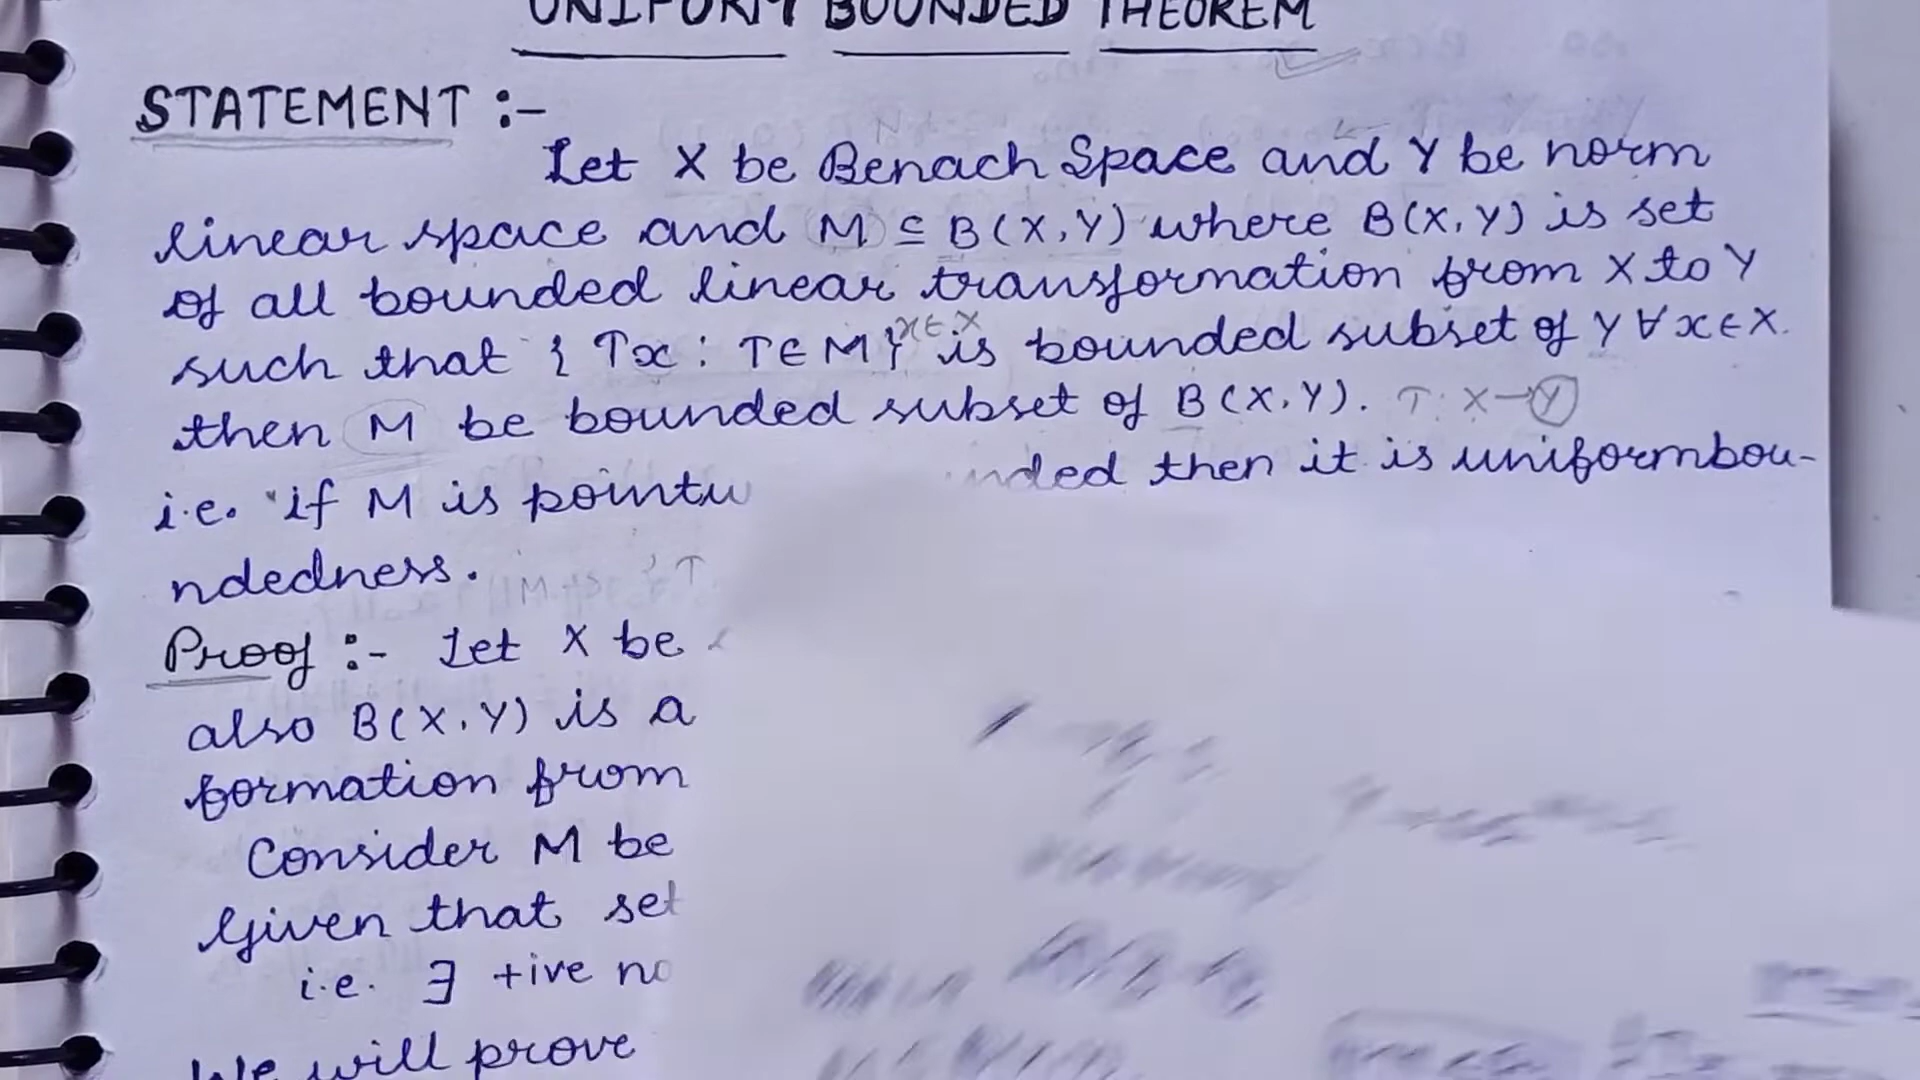 UNIFORM BOUNDED THEOREM
STATEMENT :-
Let X be Benach Space and Y be norm
linear space and M ⊆ B(X,Y) where B(X,Y) is set
of all bounded linear transformation from X to Y
such that { Tx : T∈M} x∈X is bounded subset of Y ∀ x∈X.
then M be bounded subset of B(X,Y). T: X→Y
i.e. if M is then it is uniformbou-
ndedness.
Proof :- Let X be
also B(X,Y) is a
formation from
Consider M be
Given that set
i.e. ∃ +ive no
We will prove